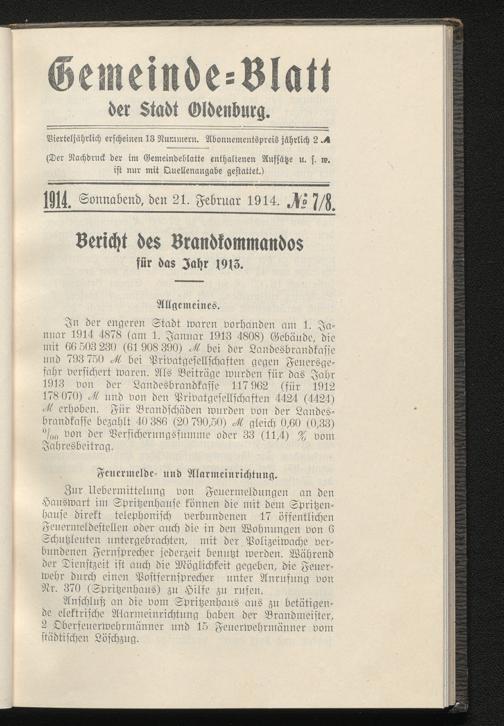 Gemeinde-Blatt
der Stadt Oldenburg.
Vierteljährlich erscheinen 13 Nummern. Abonnementspreis jährlich 2 ℳ
(Der Nachdruck der im Gemeindeblatte enthaltenen Aufsätze u. s. w.
ist nur mit Quellenangabe gestattet.)
1914. Sonnabend, den 21. Februar 1914. № 7/8.
Bericht des Brandkommandos
für das Jahr 1913.
Allgemeines.
In der engeren Stadt waren vorhanden am 1. Ja-
nuar 1914 4878 (am 1. Januar 1913 4808) Gebäude, die
mit 66 503 230 (61 908 390) ℳ bei der Landesbrandkasse
und 793 750 ℳ bei Privatgesellschaften gegen Feuersge-
fahr versichert waren. Als Beiträge wurden für das Jahr
1913 von der Landesbrandkasse 117 962 (für 1912
178 070) ℳ und von den Privatgesellschaften 4424 (4424)
ℳ erhoben. Für Brandschäden wurden von der Landes-
brandkasse bezahlt 40 386 (20 790,50) ℳ gleich 0,60 (0,33)
⁰/₀₀ von der Versicherungssumme oder 33 (11,4) % vom
Jahresbeitrag.
Feuermelde- und Alarmeinrichtung.
Zur Uebermittelung von Feuermeldungen an den
Hauswart im Spritzenhause können die mit dem Spritzen-
hause direkt telephonisch verbundenen 17 öffentlichen
Feuermeldestellen oder auch die in den Wohnungen von 6
Schutzleuten untergebrachten, mit der Polizeiwache ver-
bundenen Fernsprecher jederzeit benutzt werden. Während
der Dienstzeit ist auch die Möglichkeit gegeben, die Feuer-
wehr durch einen Postfernsprecher unter Anrufung von
Nr. 370 (Spritzenhaus) zu Hilfe zu rufen.
Anschluß an die vom Spritzenhaus aus zu betätigen-
de elektrische Alarmeinrichtung haben der Brandmeister,
2 Oberfeuerwehrmänner und 15 Feuerwehrmänner vom
städtischen Löschzug.